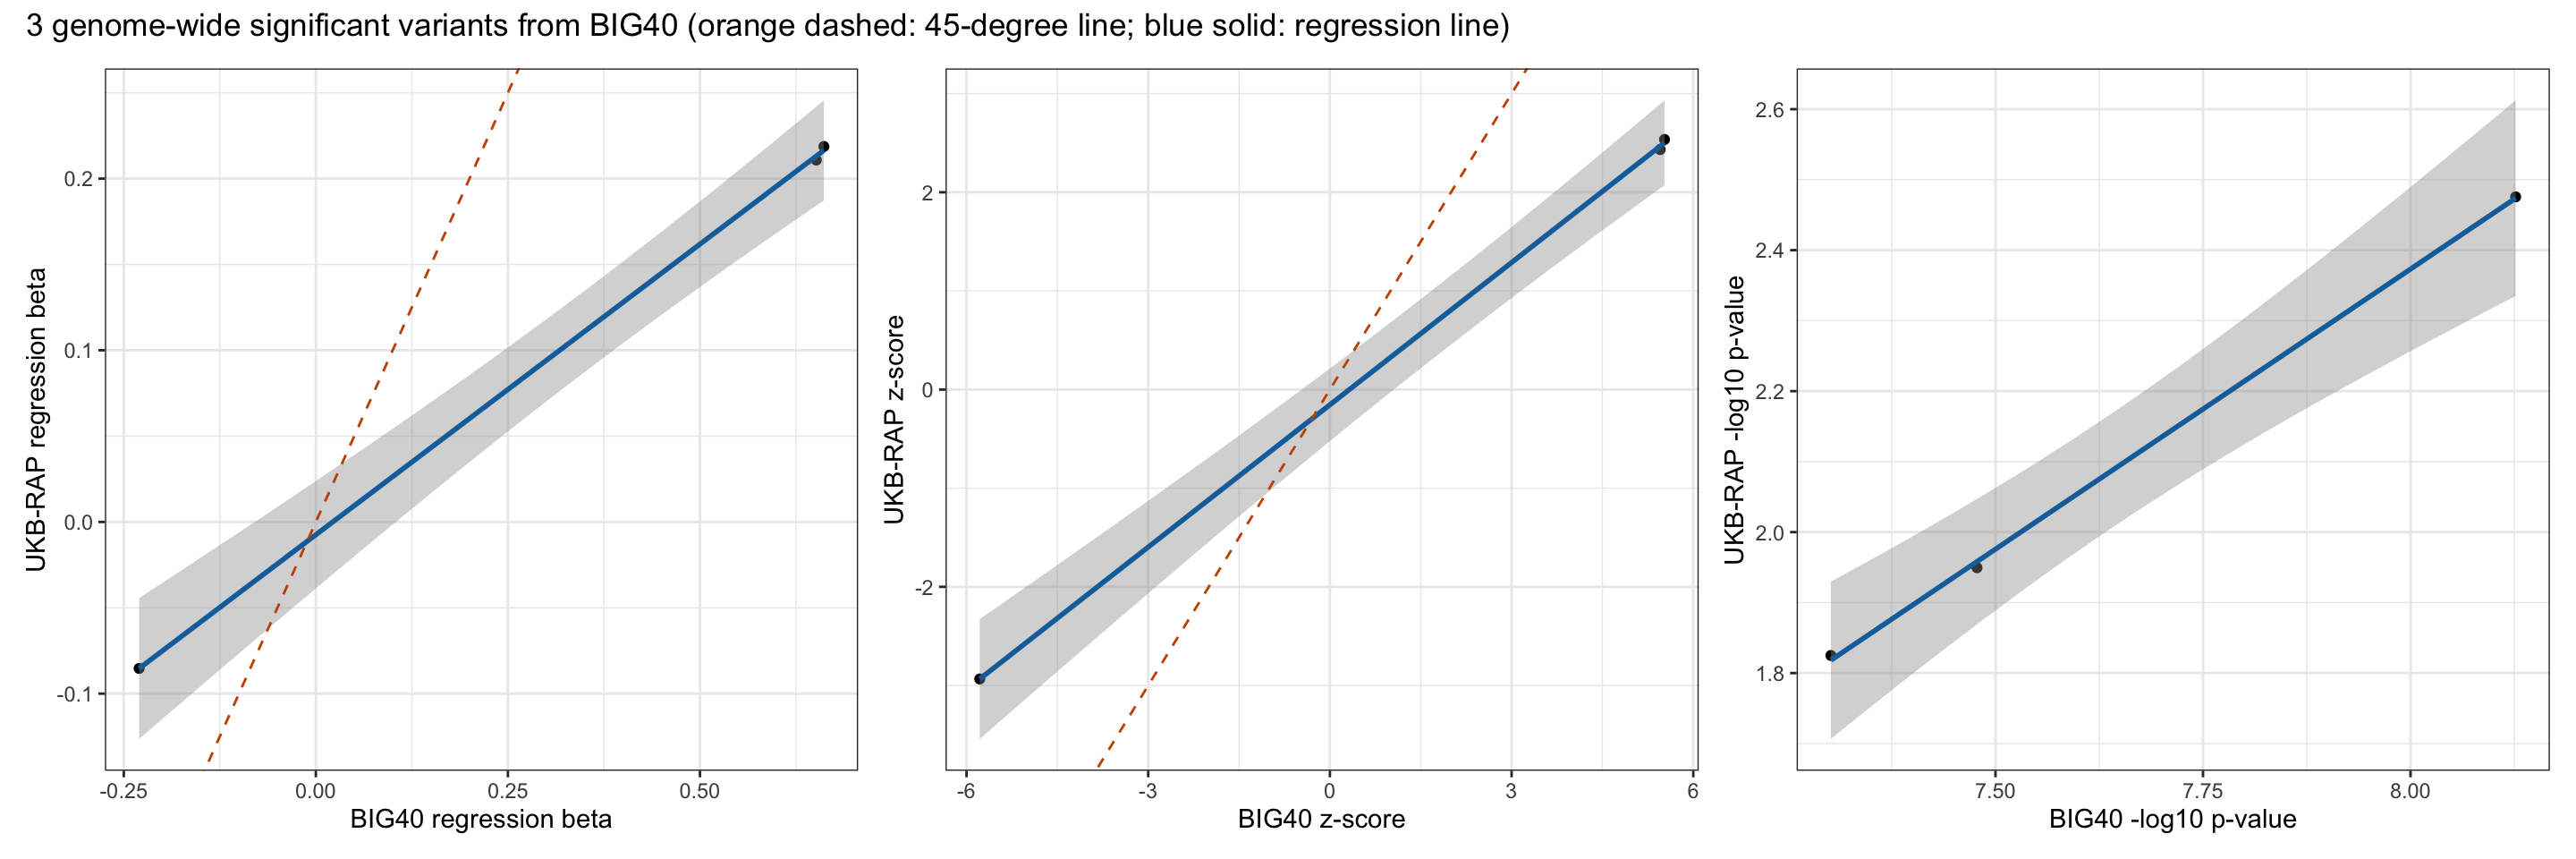 3 genome-wide significant variants from BIG40 (orange dashed: 45-degree line; blue solid: regression line)
UKB-RAP regression beta
0.2
0.1
0.0
-0.1
-0.25 0.00 0.25 0.50
BIG40 regression beta
UKB-RAP z-score
2
0
-2
-6 -3 0 3 6
BIG40 z-score
UKB-RAP -log10 p-value
2.6
2.4
2.2
2.0
1.8
7.50 7.75 8.00
BIG40 -log10 p-value